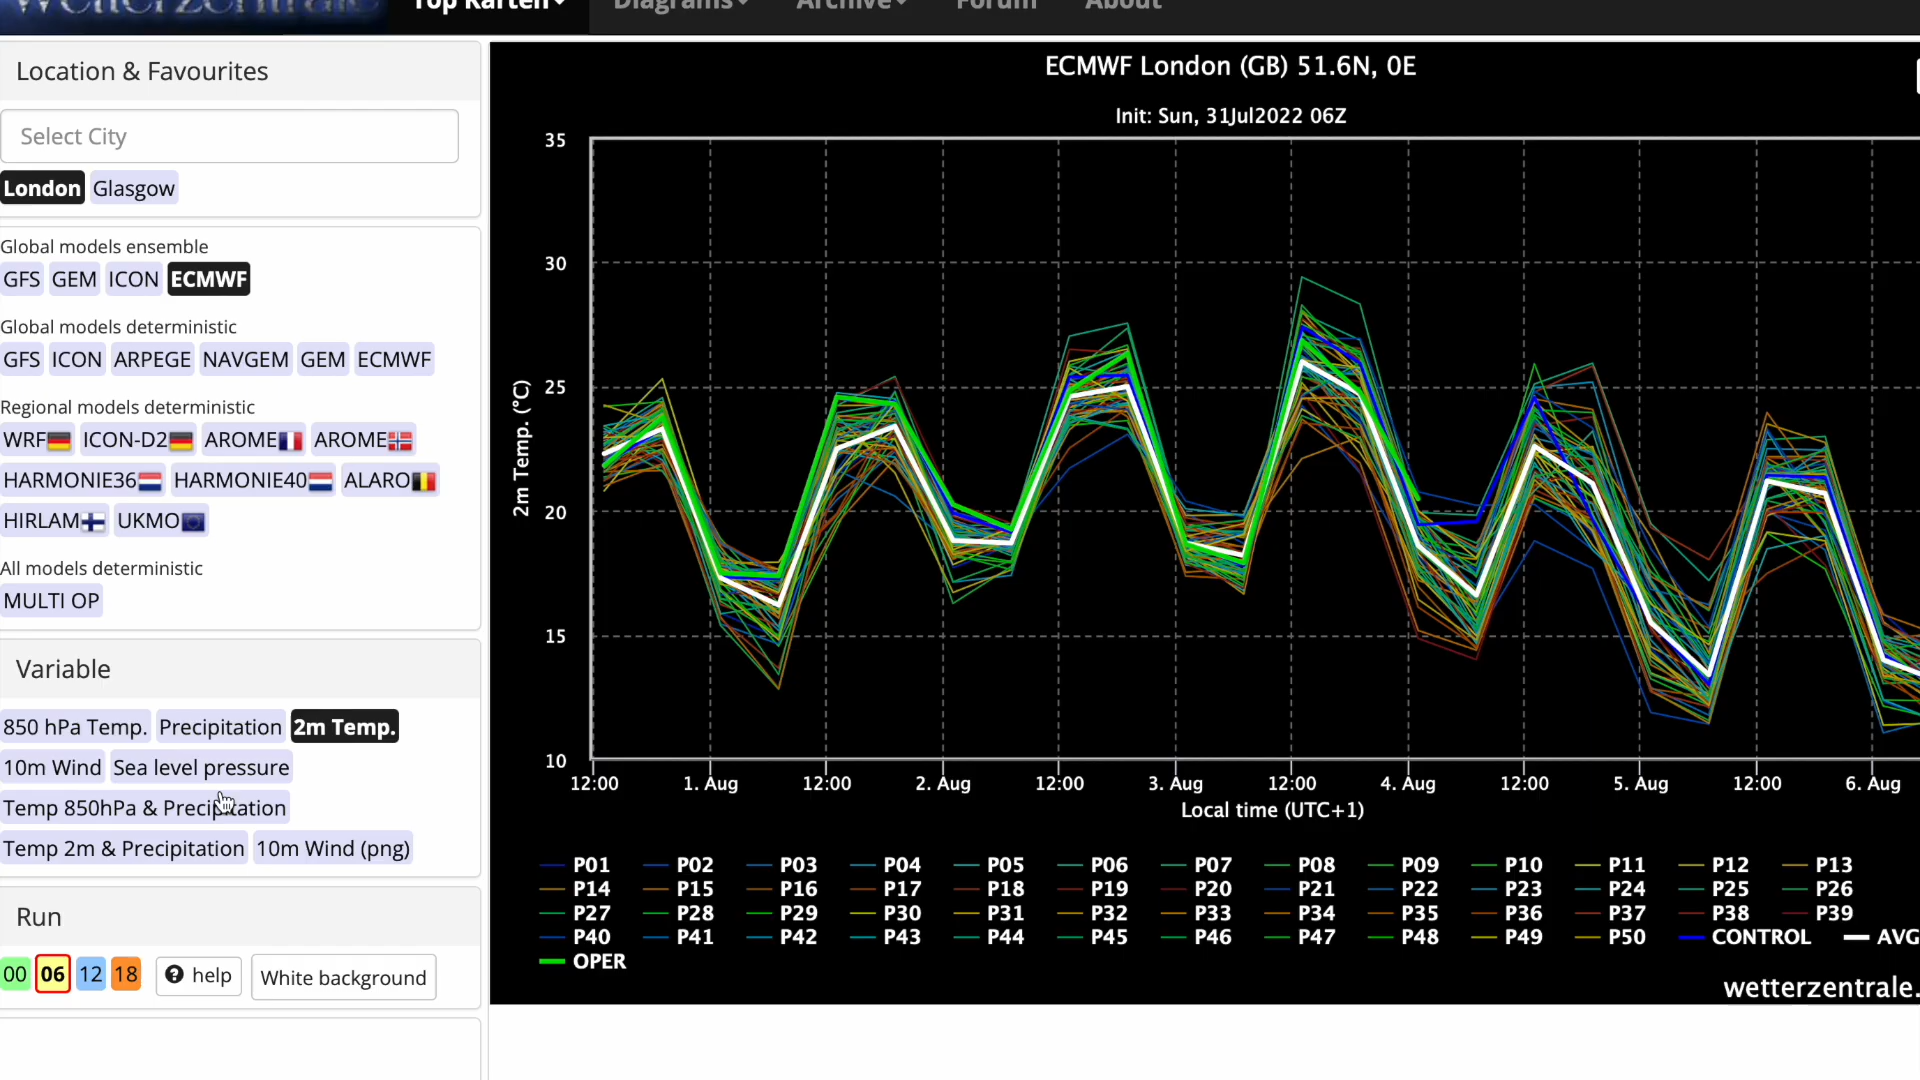 Wetterzentrale Top Karten Diagrams Archive Forum About
Location & Favourites
Select City
London Glasgow
Global models ensemble
GFS GEM ICON ECMWF
Global models deterministic
GFS ICON ARPEGE NAVGEM GEM ECMWF
Regional models deterministic
WRF ICON-D2 AROME AROME
HARMONIE36 HARMONIE40 ALARO
HIRLAM UKMO
All models deterministic
MULTI OP
Variable
850 hPa Temp. Precipitation 2m Temp.
10m Wind Sea level pressure
Temp 850hPa & Precipitation
Temp 2m & Precipitation 10m Wind (png)
Run
00 06 12 18 ? help White background
ECMWF London (GB) 51.6N, 0E
Init: Sun, 31Jul2022 06Z
2m Temp. (°C)
35
30
25
20
15
10
12:00 1. Aug 12:00 2. Aug 12:00 3. Aug 12:00 4. Aug 12:00 5. Aug 12:00 6. Aug
Local time (UTC+1)
P01 P02 P03 P04 P05 P06 P07 P08 P09 P10 P11 P12 P13
P14 P15 P16 P17 P18 P19 P20 P21 P22 P23 P24 P25 P26
P27 P28 P29 P30 P31 P32 P33 P34 P35 P36 P37 P38 P39
P40 P41 P42 P43 P44 P45 P46 P47 P48 P49 P50 CONTROL AVG
OPER
wetterzentrale.